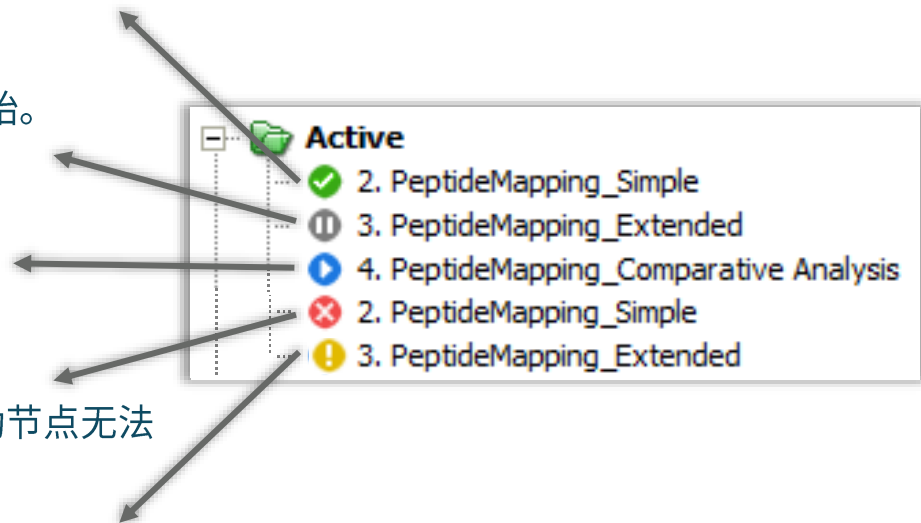 始。
Active
2. PeptideMapping_Simple
3. PeptideMapping_Extended
4. PeptideMapping_Comparative Analysis
2. PeptideMapping_Simple
3. PeptideMapping_Extended
节点无法